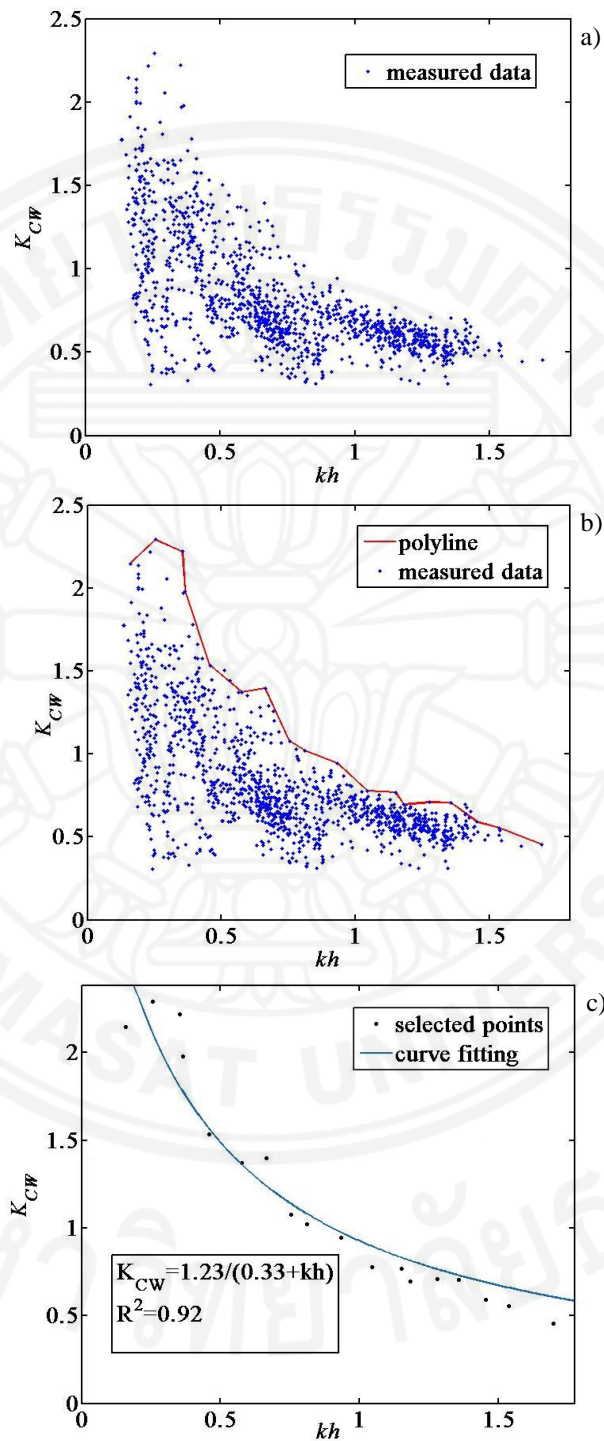 a)
2.5
2
1.5
1
0.5
0
K_CW
measured data
0 0.5 1 1.5
kh
b)
2.5
2
1.5
1
0.5
0
K_CW
polyline
measured data
0 0.5 1 1.5
kh
c)
2
1.5
1
0.5
0
K_CW
selected points
curve fitting
K_CW=1.23/(0.33+kh)
R²=0.92
0 0.5 1 1.5
kh